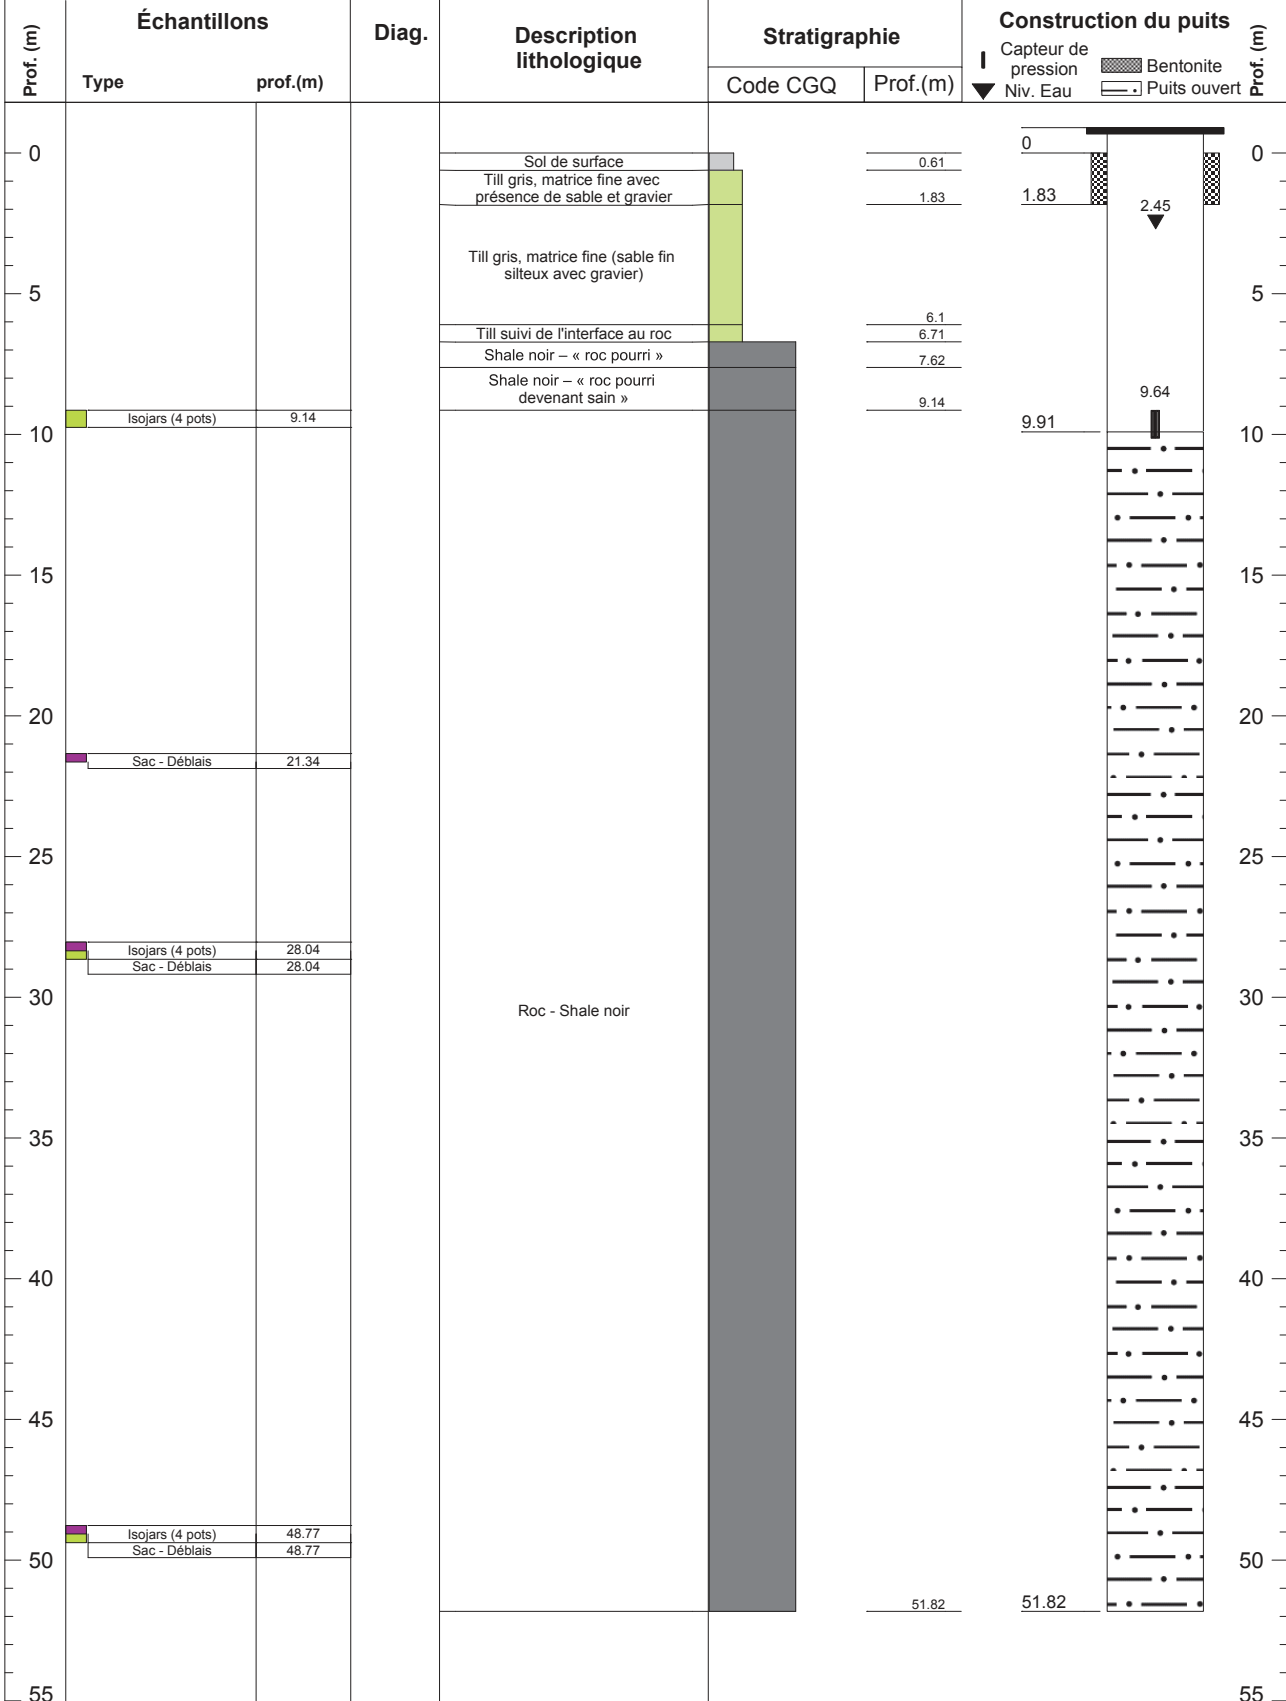 Prof. (m)
Échantillons
Type
prof.(m)
Diag.
Description
lithologique
Stratigraphie
Code CGQ
Prof.(m)
Construction du puits
Capteur de
pression
Niv. Eau
Bentonite
Puits ouvert
Prof. (m)
0
Sol de surface
0.61
0
0
Till gris, matrice fine avec
présence de sable et gravier
1.83
1.83
2.45
Till gris, matrice fine (sable fin
silteux avec gravier)
5
5
6.1
Till suivi de l'interface au roc
6.71
Shale noir – « roc pourri »
7.62
Shale noir – « roc pourri
devenant sain »
9.14
9.64
Isojars (4 pots)
9.14
9.91
10
10
15
15
20
20
Sac - Déblais
21.34
25
25
Isojars (4 pots)
28.04
Sac - Déblais
28.04
30
30
Roc - Shale noir
35
35
40
40
45
45
Isojars (4 pots)
48.77
Sac - Déblais
48.77
50
50
51.82
51.82
55
55